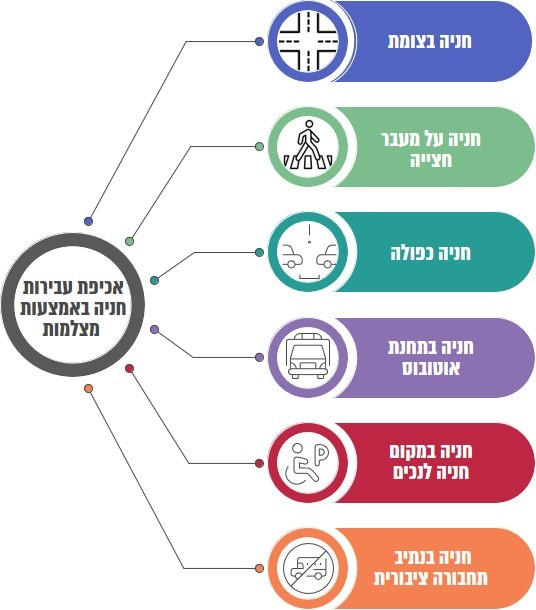 אכיפת עבירות
חניה באמצעות
מצלמות
חניה בצומת
חניה על מעבר
חצייה
חניה כפולה
חניה בתחנת
אוטובוס
חניה במקום
חניה לנכים
P
חניה בנתיב
תחבורה ציבורית